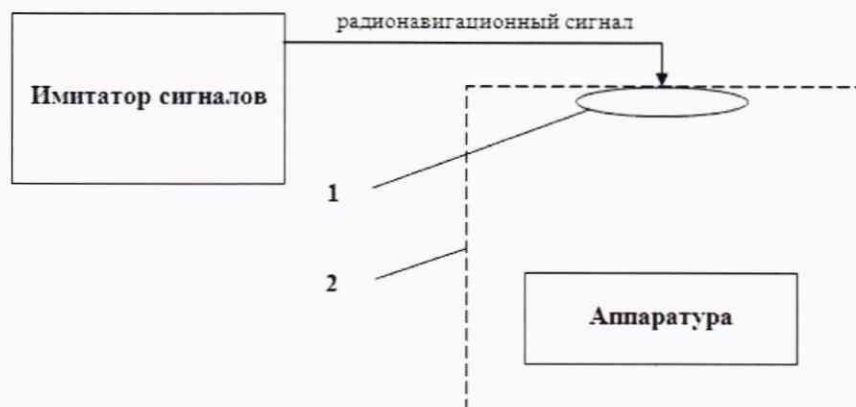 радионавигационный сигнал
Имитатор сигналов
1
2
Аппаратура